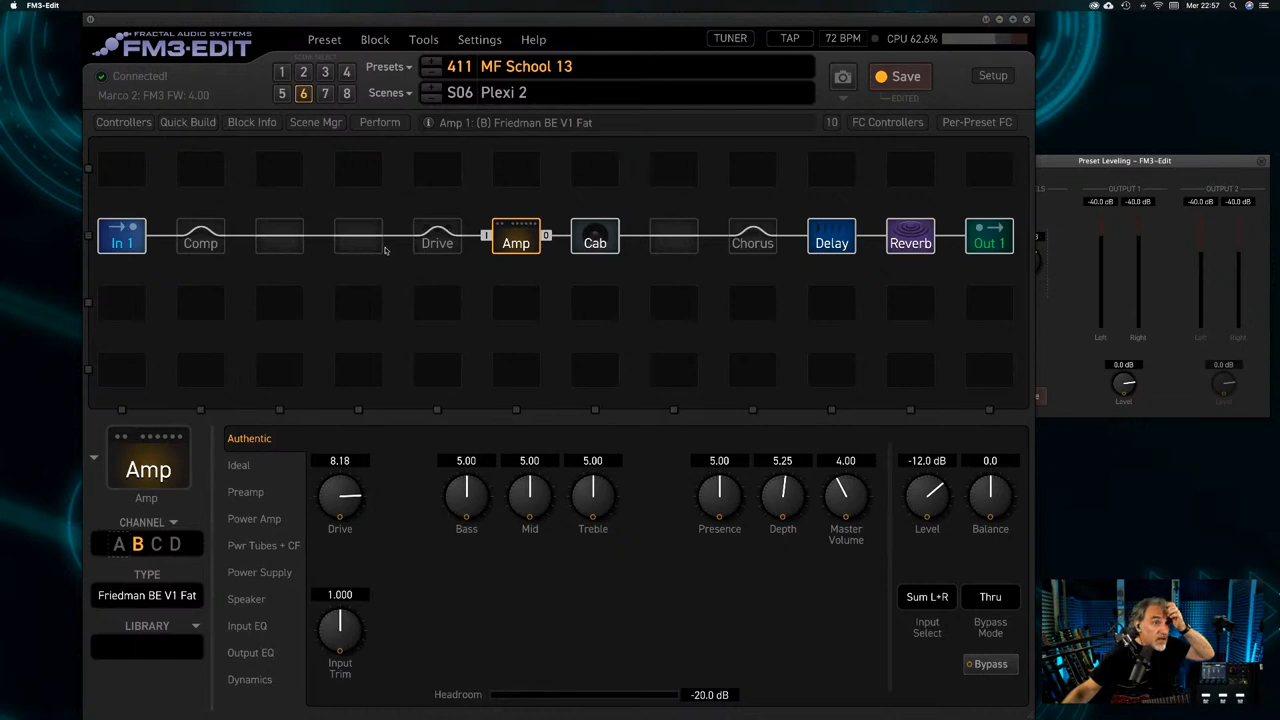 FM3-Edit
Mer 22:57
FM3-Edit
FRACTAL AUDIO SYSTEMS
FM3-EDIT
Preset
Block
Tools
Settings
Help
TUNER
TAP
72 BPM
CPU 62.6%
Connected!
Marco 2: FM3 FW: 4.00
SCENE SELECT
1 2 3 4
5 6 7 8
Presets
411 MF School 13
Scenes
S06 Plexi 2
Save
EDITED
Setup
Controllers
Quick Build
Block Info
Scene Mgr
Perform
Amp 1: (B) Friedman BE V1 Fat
10
FC Controllers
Per-Preset FC
In 1
Comp
Drive
I
Amp
O
Cab
Chorus
Delay
Reverb
Out 1
Preset Leveling – FM3-Edit
OUTPUT 1
OUTPUT 2
-40.0 dB
-40.0 dB
-40.0 dB
-40.0 dB
Left
Right
Left
Right
0.0 dB
0.0 dB
Level
Level
Amp
Amp
CHANNEL
A B C D
TYPE
Friedman BE V1 Fat
LIBRARY
Authentic
Ideal
Preamp
Power Amp
Pwr Tubes + CF
Power Supply
Speaker
Input EQ
Output EQ
Dynamics
8.18
5.00
5.00
5.00
5.00
5.25
4.00
-12.0 dB
0.0
Drive
Bass
Mid
Treble
Presence
Depth
Master
Volume
Level
Balance
1.000
Input
Trim
Sum L+R
Thru
Input
Select
Bypass
Mode
Bypass
Headroom
-20.0 dB